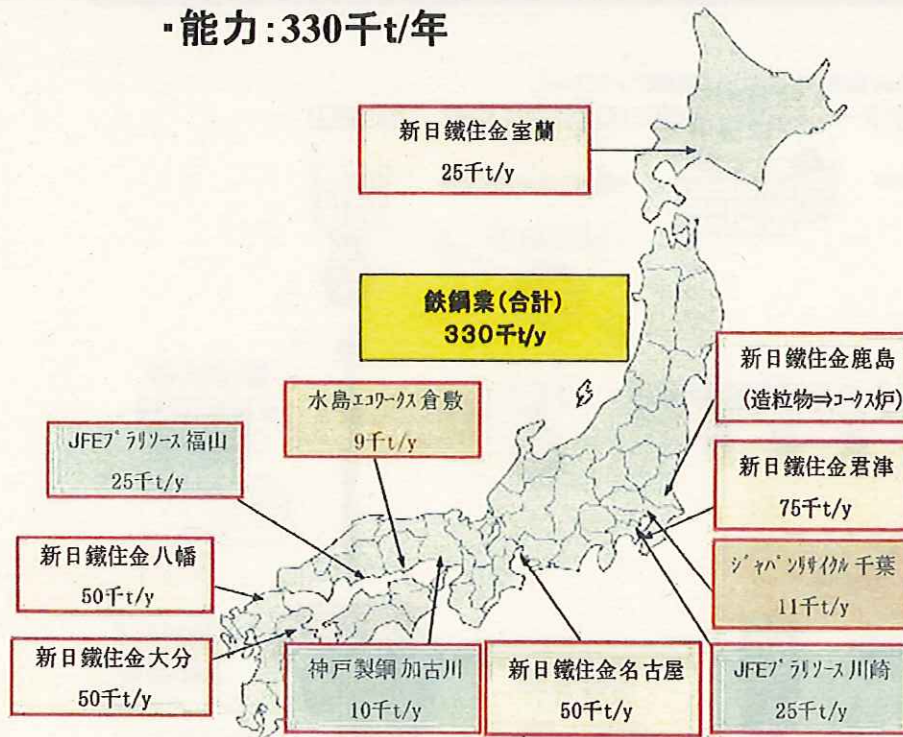 ▪能力:330千t/年
新日鐵住金室蘭
25千t/y
鉄鋼業(合計)
330千t/y
新日鐵住金鹿島
(造粒物⇒コークス炉)
水島エコワークス倉敷
9千t/y
JFEプラリソース福山
25千t/y
新日鐵住金君津
75千t/y
新日鐵住金八幡
50千t/y
ジャパンリサイクル千葉
11千t/y
新日鐵住金大分
50千t/y
神戸製鋼加古川
10千t/y
新日鐵住金名古屋
50千t/y
JFEプラリソース川崎
25千t/y